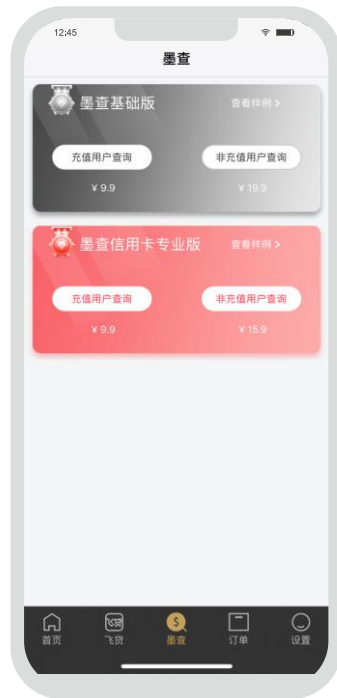 12:45
墨查
墨查基础版 查看样例 >
充值用户查询 非充值用户查询
¥ 9.9 ¥ 19.9
墨查信用卡专业版 查看样例 >
充值用户查询 非充值用户查询
¥ 9.9 ¥ 15.9
首页 飞贷 墨查 订单 设置